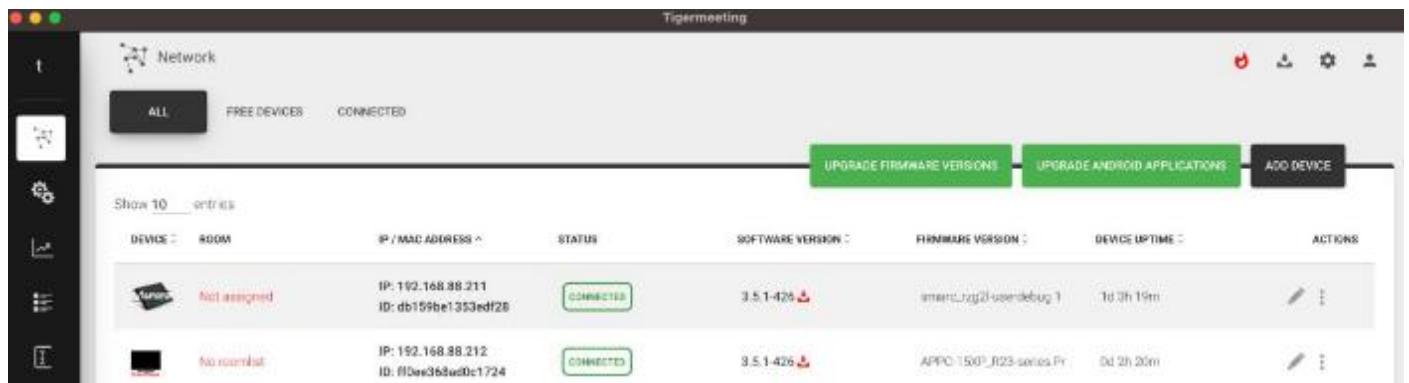 Tigermeeting
t
Network
ALL FREE DEVICES CONNECTED
UPGRADE FIRMWARE VERSIONS UPGRADE ANDROID APPLICATIONS ADD DEVICE
Show 10 entries
DEVICE ROOM IP / MAC ADDRESS STATUS SOFTWARE VERSION FIRMWARE VERSION DEVICE UPTIME ACTIONS
Not assigned IP: 192.168.88.211 CONNECTED 3.5.1-426 smarc_rzg2l-userdebug 1 1d 3h 19m
ID: db159be1353edf28
No roomlist IP: 192.168.88.212 CONNECTED 3.5.1-426 0d 2h 20m
ID: ff0ee368ad0c1724